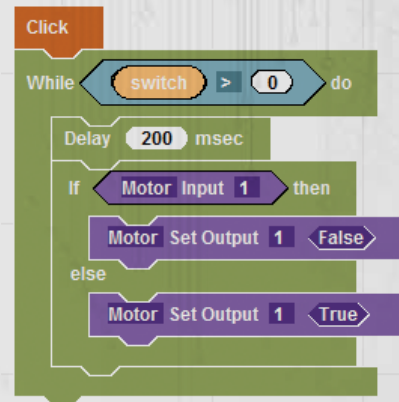 Click
While switch > 0 do
Delay 200 msec
If Motor Input 1 then
Motor Set Output 1 False
else
Motor Set Output 1 True